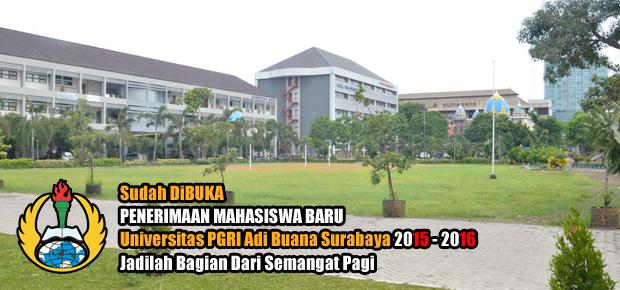 Sudah DiBUKA
PENERIMAAN MAHASISWA BARU
Universitas PGRI Adi Buana Surabaya 2015 - 2016
Jadilah Bagian Dari Semangat Pagi